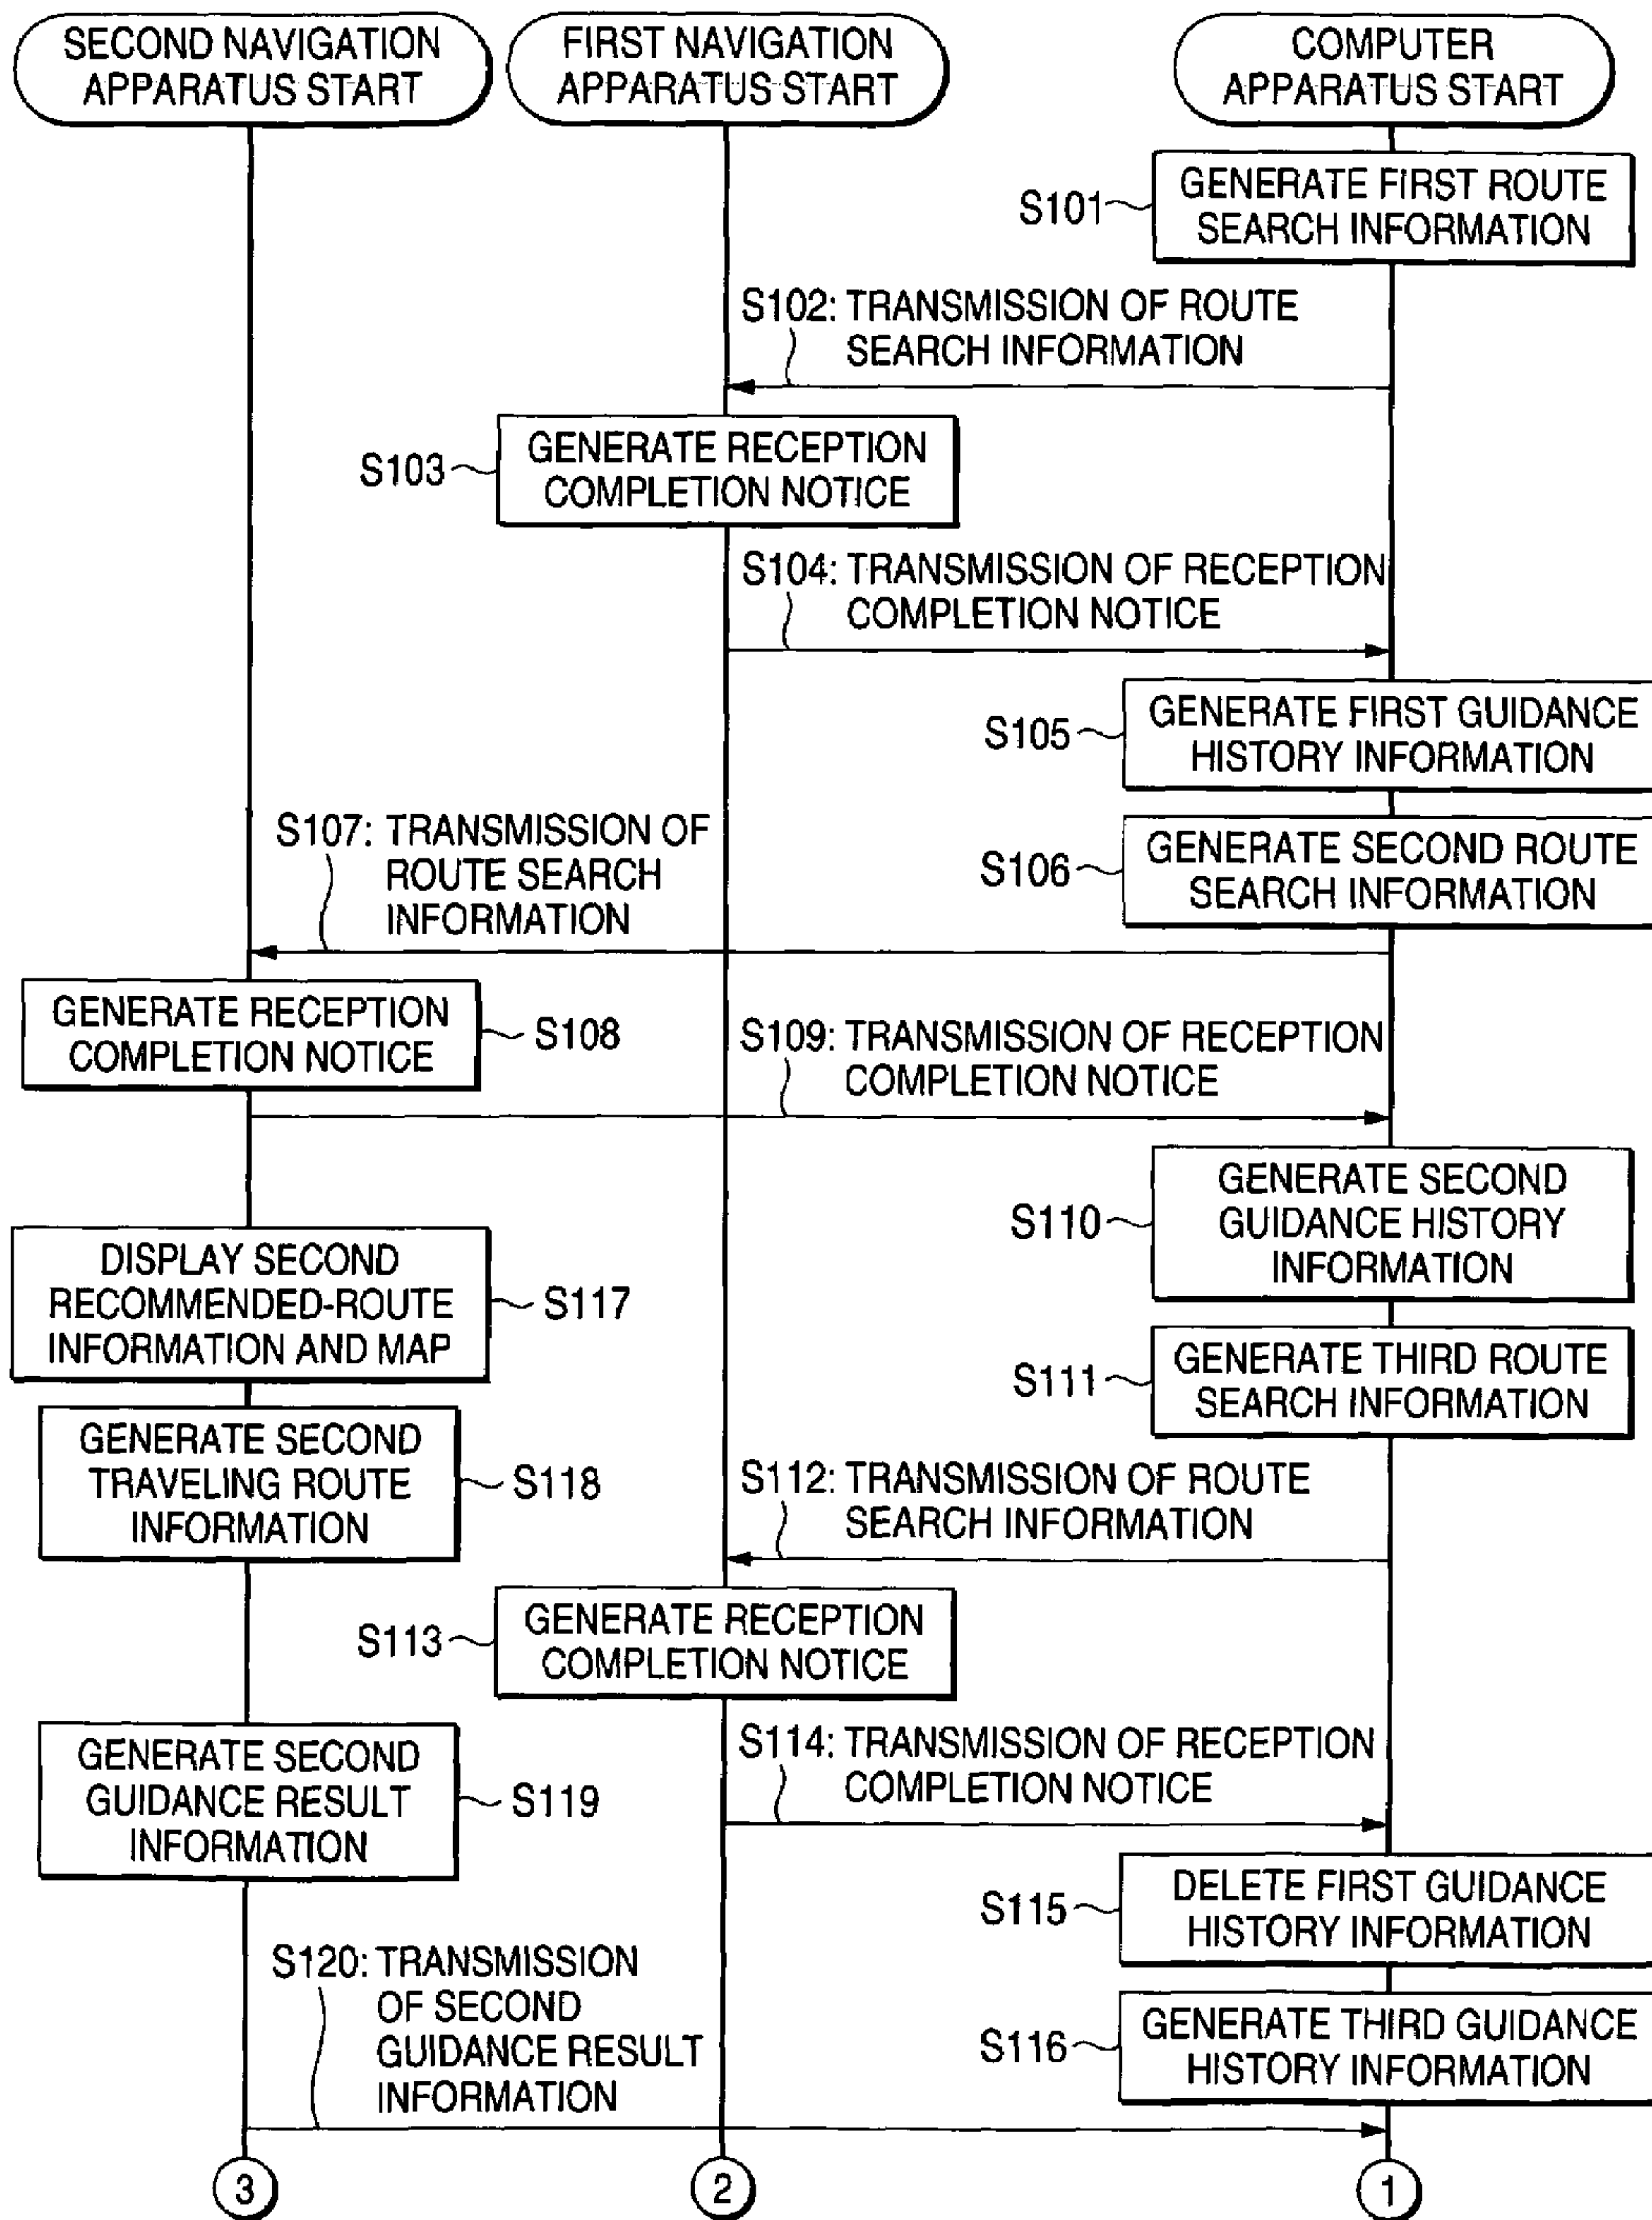 SECOND NAVIGATION
APPARATUS START
FIRST NAVIGATION
APPARATUS START
COMPUTER
APPARATUS START
S101
GENERATE FIRST ROUTE
SEARCH INFORMATION
S102: TRANSMISSION OF ROUTE
SEARCH INFORMATION
S103
GENERATE RECEPTION
COMPLETION NOTICE
S104: TRANSMISSION OF RECEPTION
COMPLETION NOTICE
S105
GENERATE FIRST GUIDANCE
HISTORY INFORMATION
S106
GENERATE SECOND ROUTE
SEARCH INFORMATION
S107: TRANSMISSION OF
ROUTE SEARCH
INFORMATION
GENERATE RECEPTION
COMPLETION NOTICE
S108
S109: TRANSMISSION OF RECEPTION
COMPLETION NOTICE
S110
GENERATE SECOND
GUIDANCE HISTORY
INFORMATION
DISPLAY SECOND
RECOMMENDED-ROUTE
INFORMATION AND MAP
S117
S111
GENERATE THIRD ROUTE
SEARCH INFORMATION
GENERATE SECOND
TRAVELING ROUTE
INFORMATION
S118
S112: TRANSMISSION OF ROUTE
SEARCH INFORMATION
S113
GENERATE RECEPTION
COMPLETION NOTICE
GENERATE SECOND
GUIDANCE RESULT
INFORMATION
S119
S114: TRANSMISSION OF RECEPTION
COMPLETION NOTICE
S115
DELETE FIRST GUIDANCE
HISTORY INFORMATION
S120: TRANSMISSION
OF SECOND
GUIDANCE RESULT
INFORMATION
S116
GENERATE THIRD GUIDANCE
HISTORY INFORMATION
3
2
1